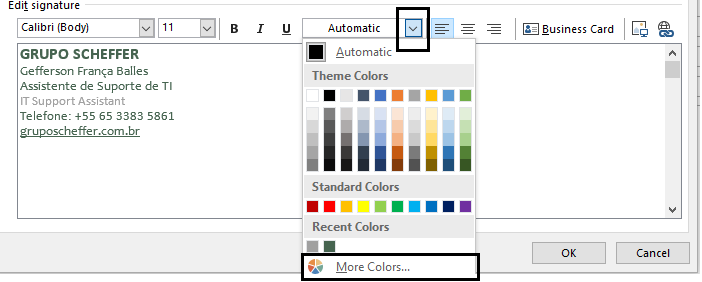 Edit signature
Calibri (Body) 11 B I U Automatic Business Card
Automatic
GRUPO SCHEFFER
Gefferson França Balles
Assistente de Suporte de TI
IT Support Assistant
Telefone: +55 65 3383 5861
gruposcheffer.com.br
Theme Colors
Standard Colors
Recent Colors
More Colors...
OK Cancel